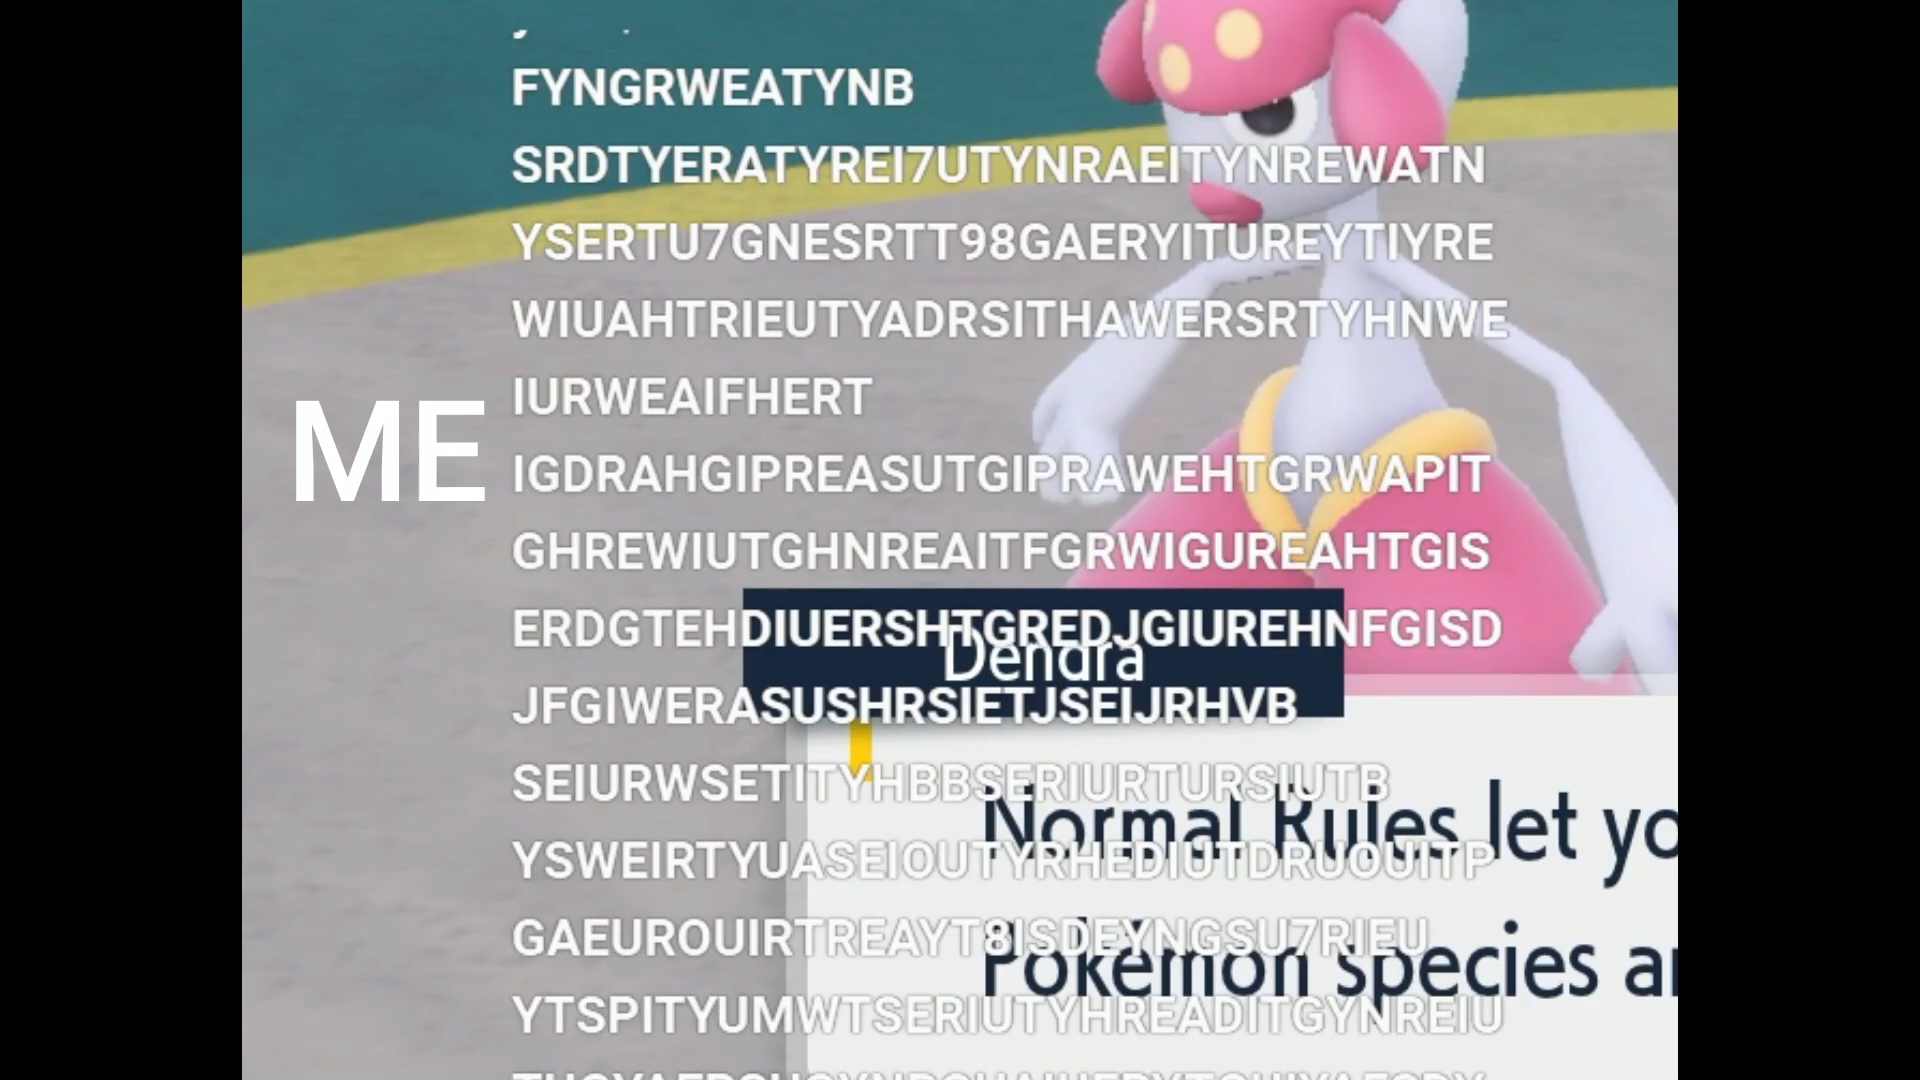 FYNGRWEATYNB
SRDTYERATYREI7UTYNRAEITYNREWATN
YSERTU7GNESRTT98GAERYITUREYTIYRE
WIUAHTRIEUTYADRSITHAWERSRTYHNWE
ME
IURWEAIFHERT
IGDRAHGIPREASUTGIPRAWEHTGRWAPIT
GHREWIUTGHNREAITFGRWIGUREAHTGIS
ERDGTEHDIUERSHTGREDJGIUREHNFGISD
Dendra
JFGIWERASUSHRSIETJSEIJRHVB
SEIURWSETITYHBBSERIURTURSIUTB
Normal Rules let yo
YSWEIRTYUASEIOUTYRHEDIUTDRUOUITP
GAEUROUIRTREAYT8ISDEYNGSU7RIEU
Pokémon species a
YTSPITYUMWTSERIUTYHREADITGYNREIU